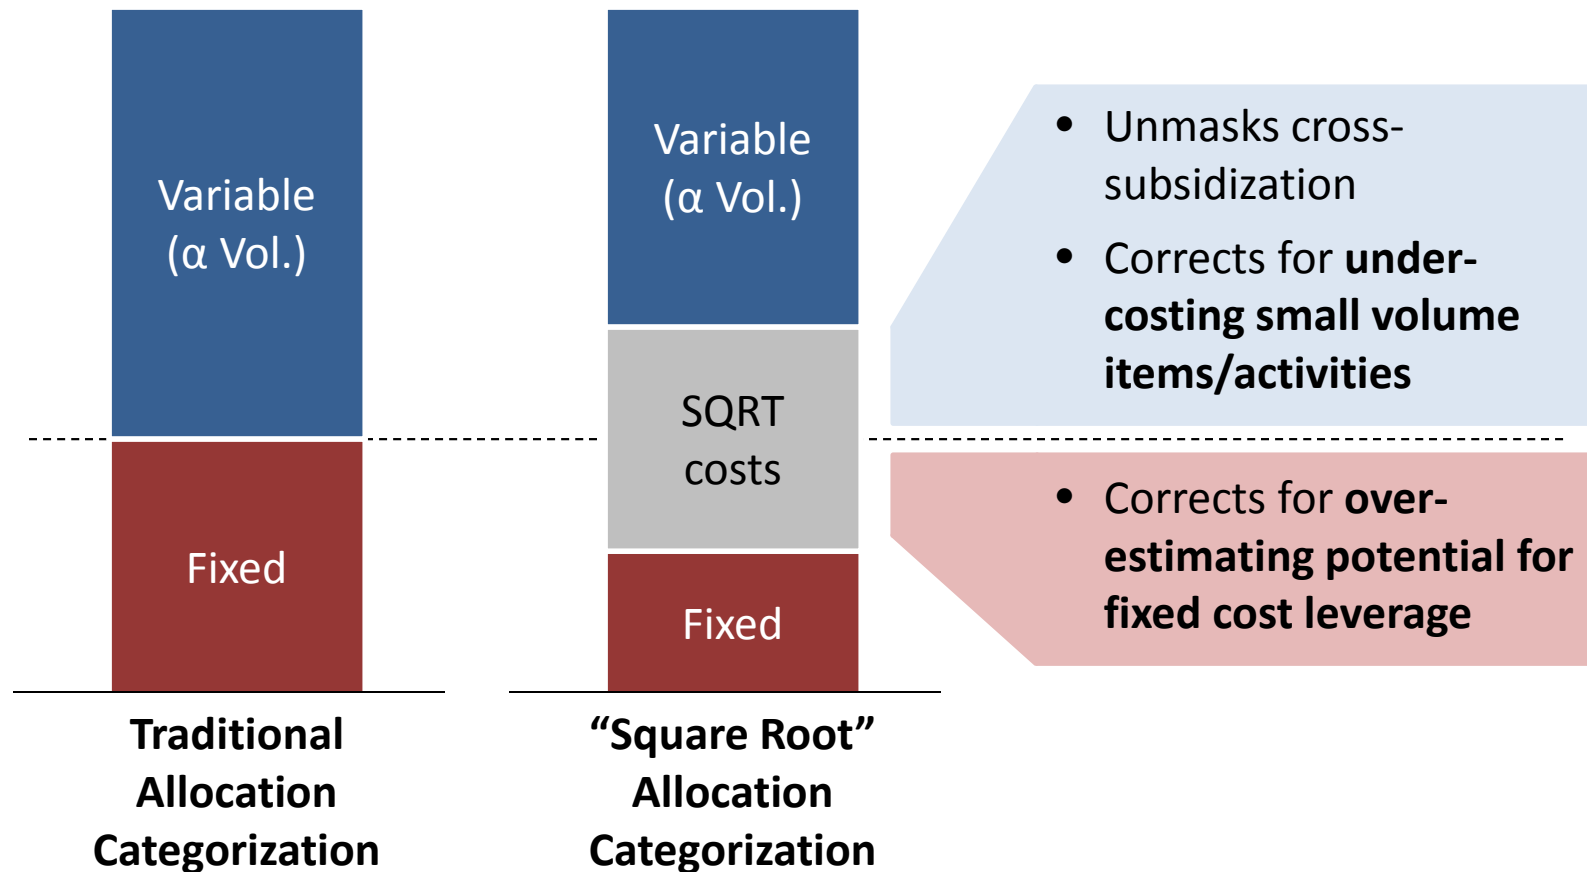 Variable
(α Vol.)
Fixed
Traditional
Allocation
Categorization
Variable
(α Vol.)
SQRT
costs
Fixed
“Square Root”
Allocation
Categorization
• Unmasks cross-
subsidization
• Corrects for under-
costing small volume
items/activities
• Corrects for over-
estimating potential for
fixed cost leverage